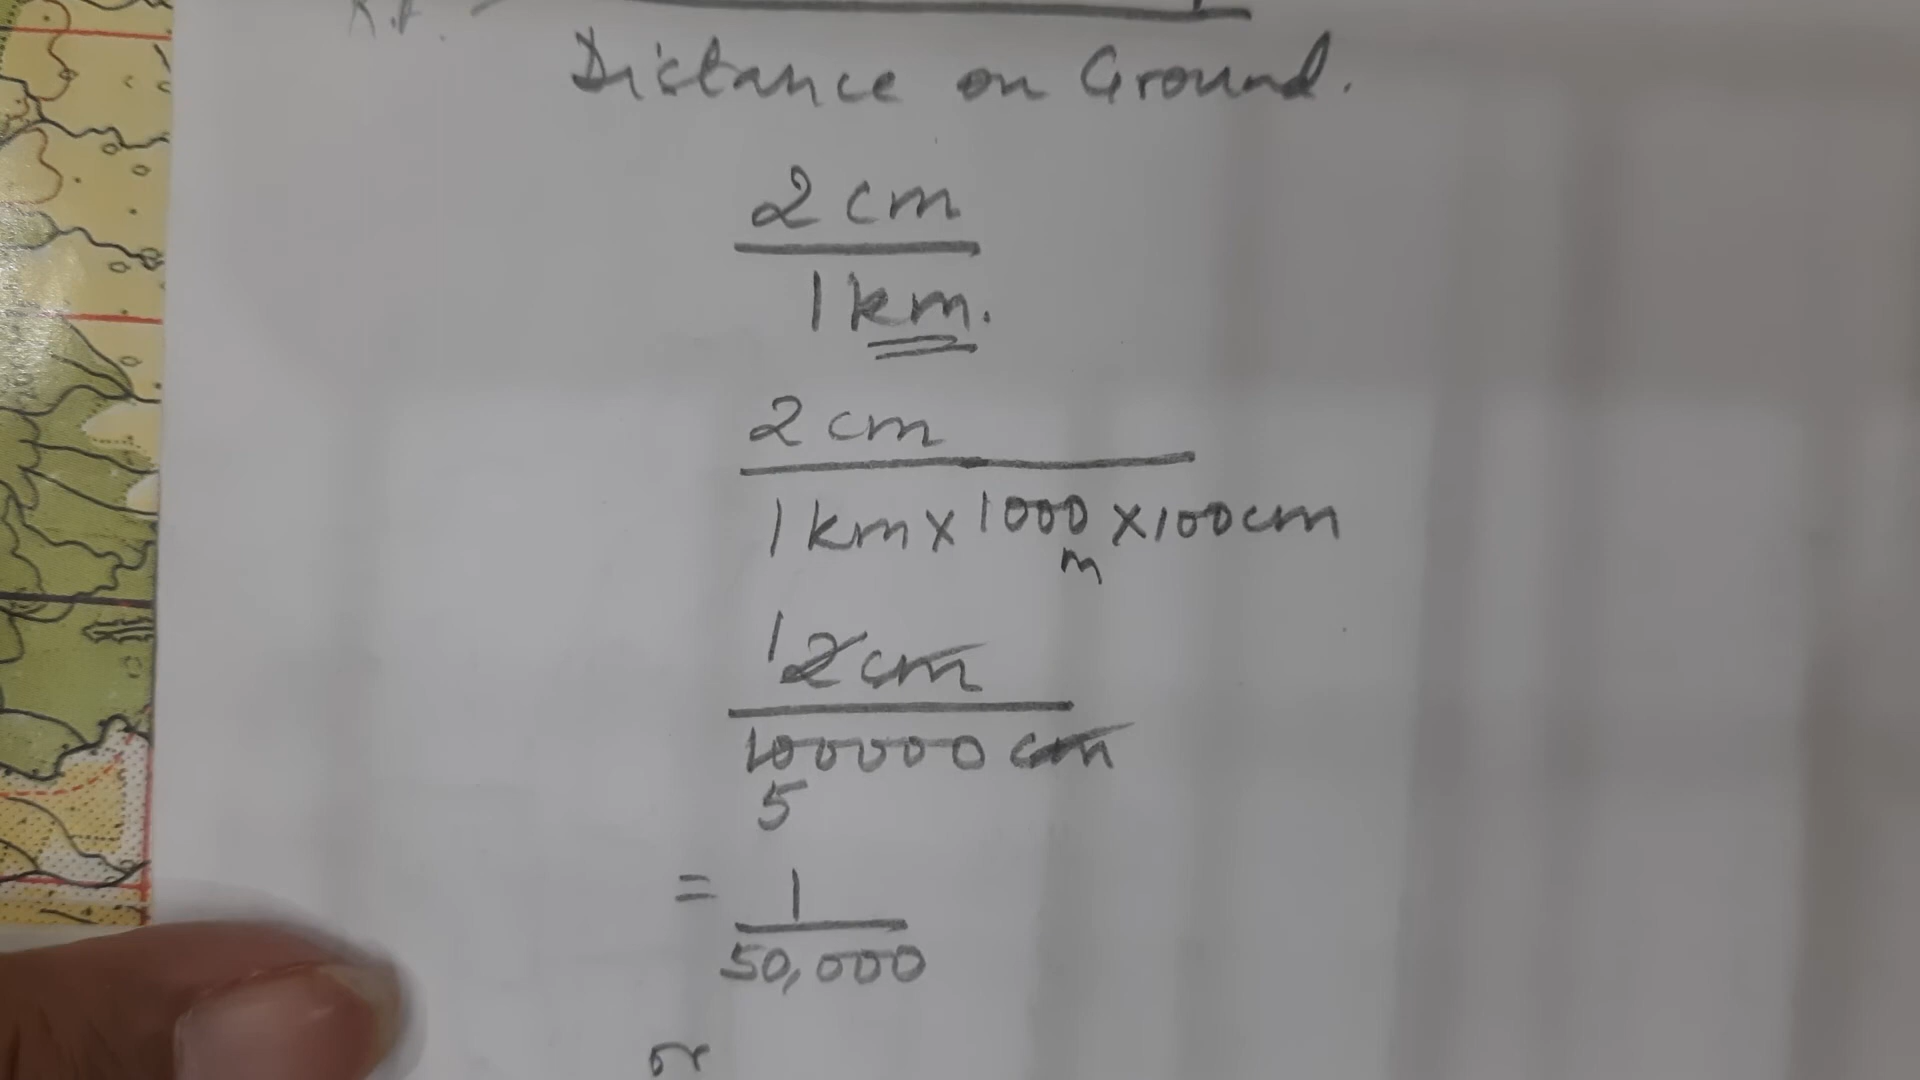 R.F.
Distance on Ground.
2 cm
1 km.
2 cm
1 km x 1000 m x 100 cm
1 2 cm
100000 cm
5
= 1
50,000
or